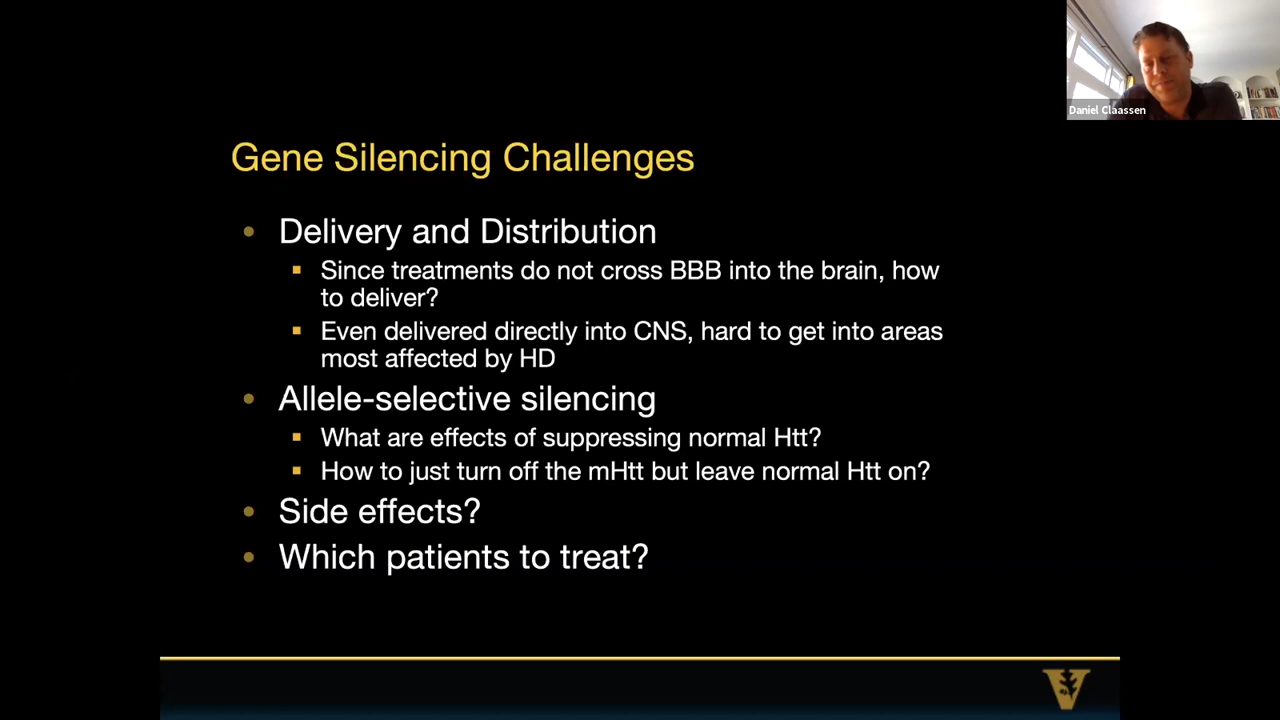 Daniel Claassen
Gene Silencing Challenges
• Delivery and Distribution
▪ Since treatments do not cross BBB into the brain, how
to deliver?
▪ Even delivered directly into CNS, hard to get into areas
most affected by HD
• Allele-selective silencing
▪ What are effects of suppressing normal Htt?
▪ How to just turn off the mHtt but leave normal Htt on?
• Side effects?
• Which patients to treat?
V